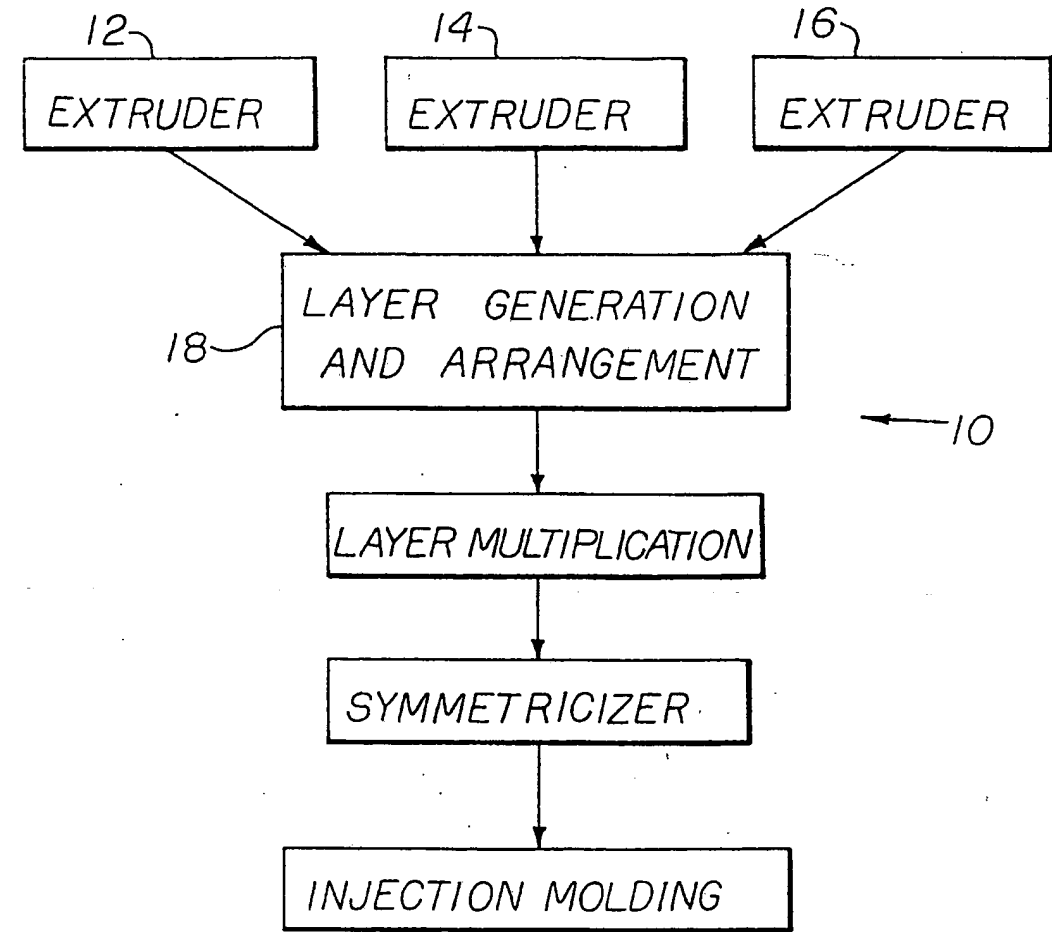 12
14
16
EXTRUDER
EXTRUDER
EXTRUDER
LAYER GENERATION
AND ARRANGEMENT
18
10
LAYER MULTIPLICATION
SYMMETRICIZER
INJECTION MOLDING